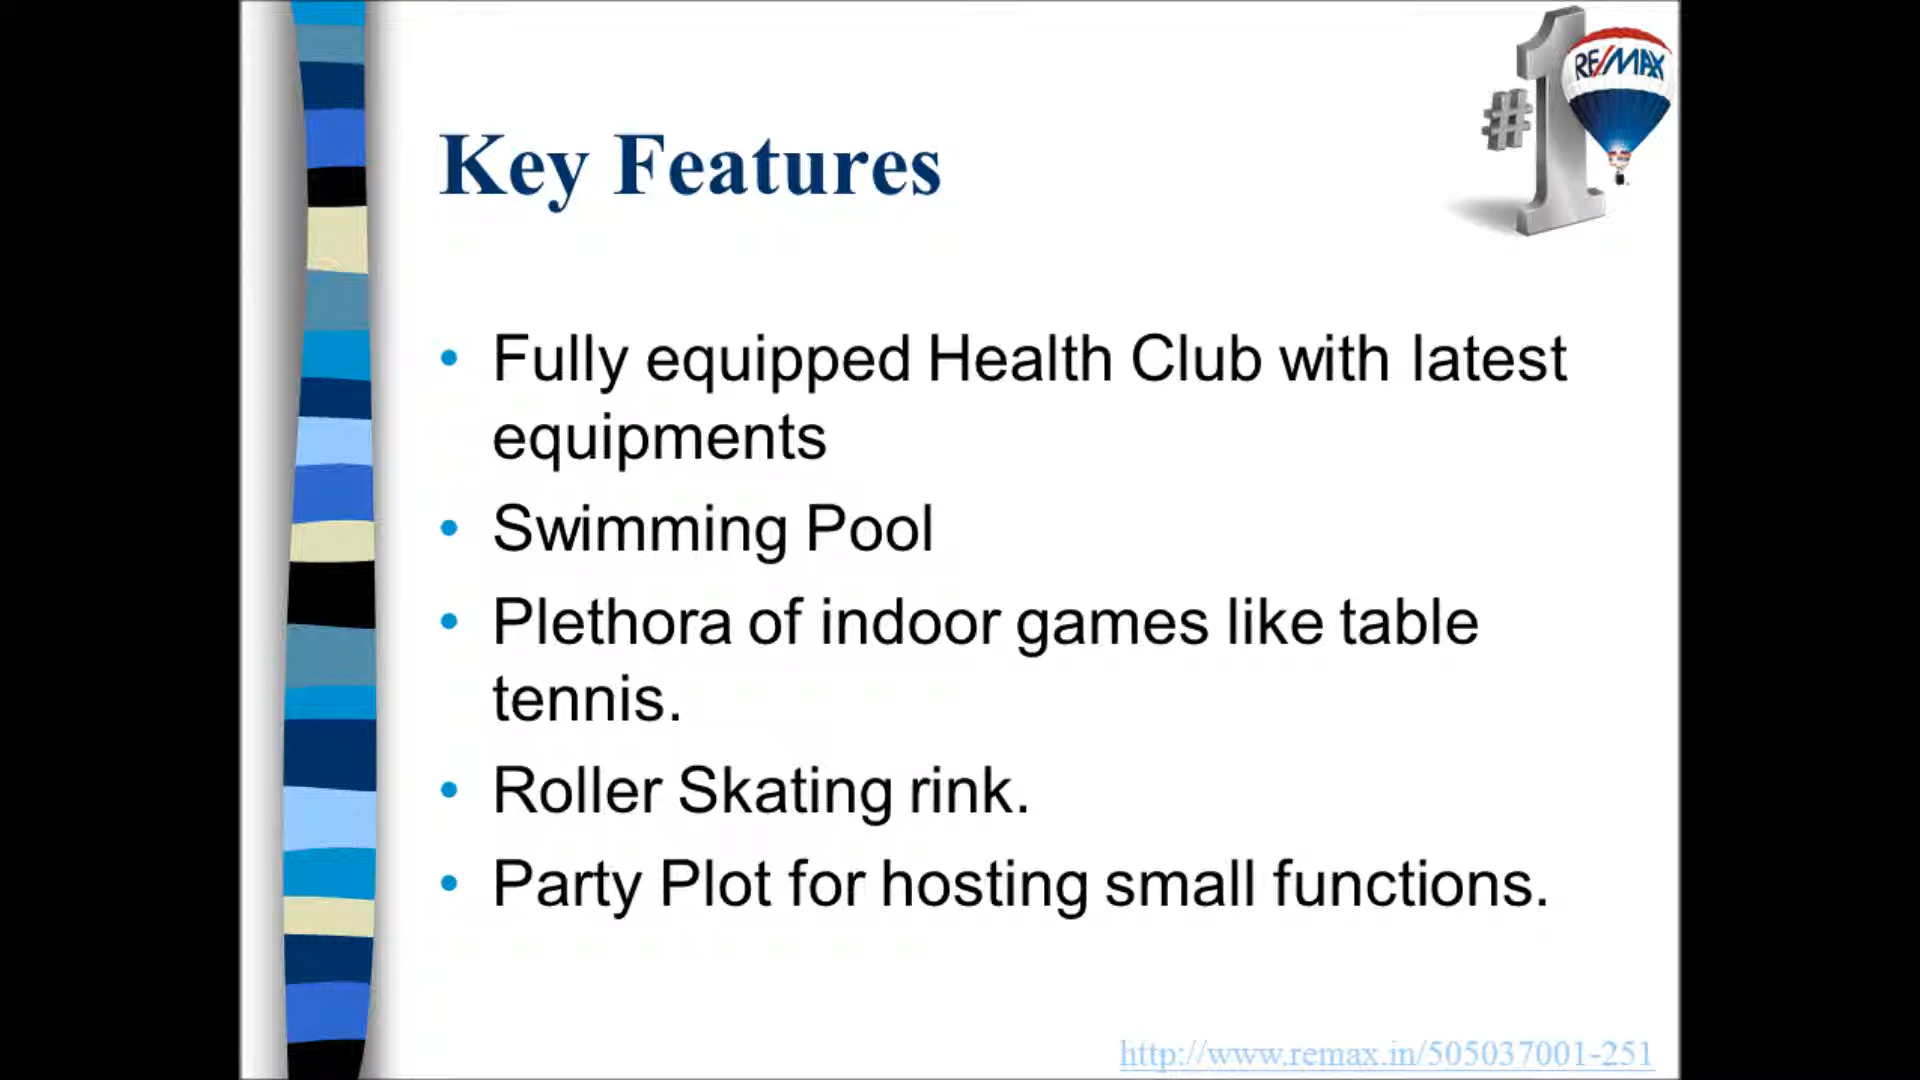 #1
RE/MAX
Key Features
• Fully equipped Health Club with latest
equipments
• Swimming Pool
• Plethora of indoor games like table
tennis.
• Roller Skating rink.
• Party Plot for hosting small functions.
http://www.remax.in/505037001-251